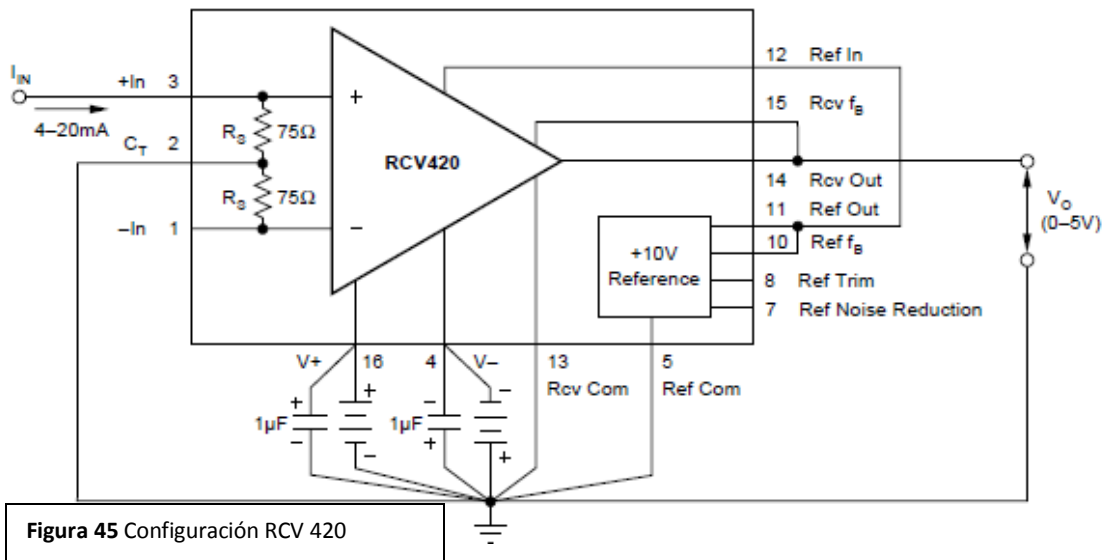 12 Ref In
I_IN
+In 3
15 Rcv f_B
4–20mA
R_S 75Ω
C_T 2
+
RCV420
14 Rcv Out
R_S 75Ω
11 Ref Out
V_O
(0–5V)
–In 1
–
10 Ref f_B
+10V
Reference
8 Ref Trim
7 Ref Noise Reduction
V+ 16 4 V– 13 5
Rcv Com Ref Com
+ + – –
1µF 1µF
– – + +
Figura 45 Configuración RCV 420